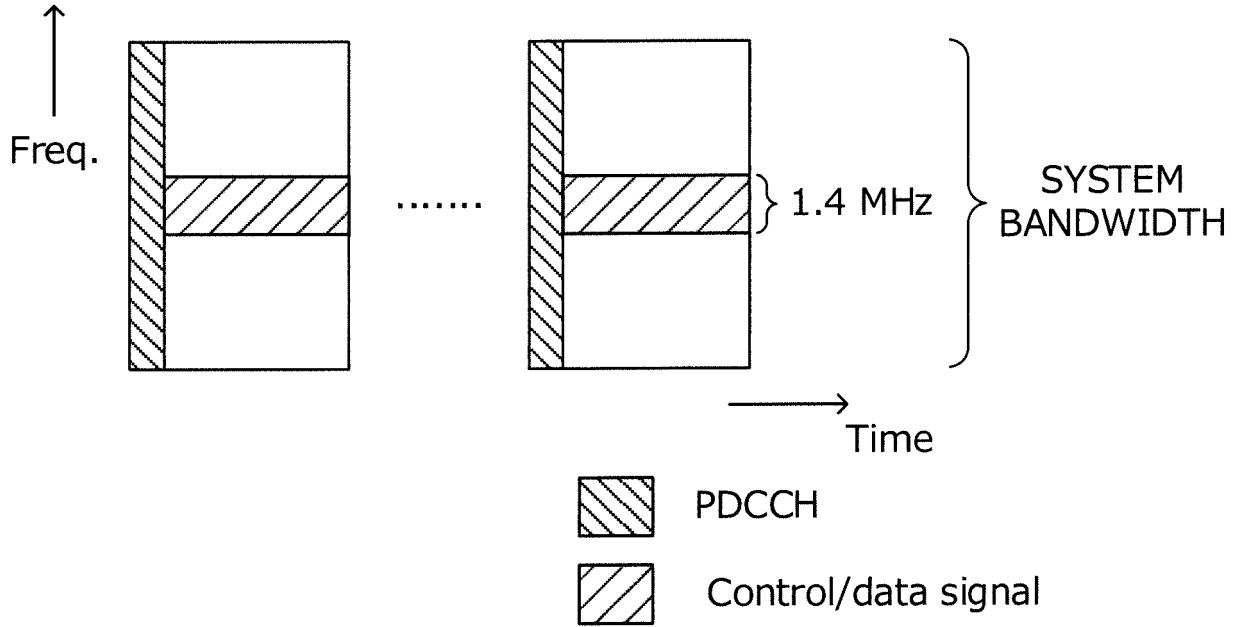 Freq.
.......
1.4 MHz
SYSTEM
BANDWIDTH
Time
PDCCH
Control/data signal